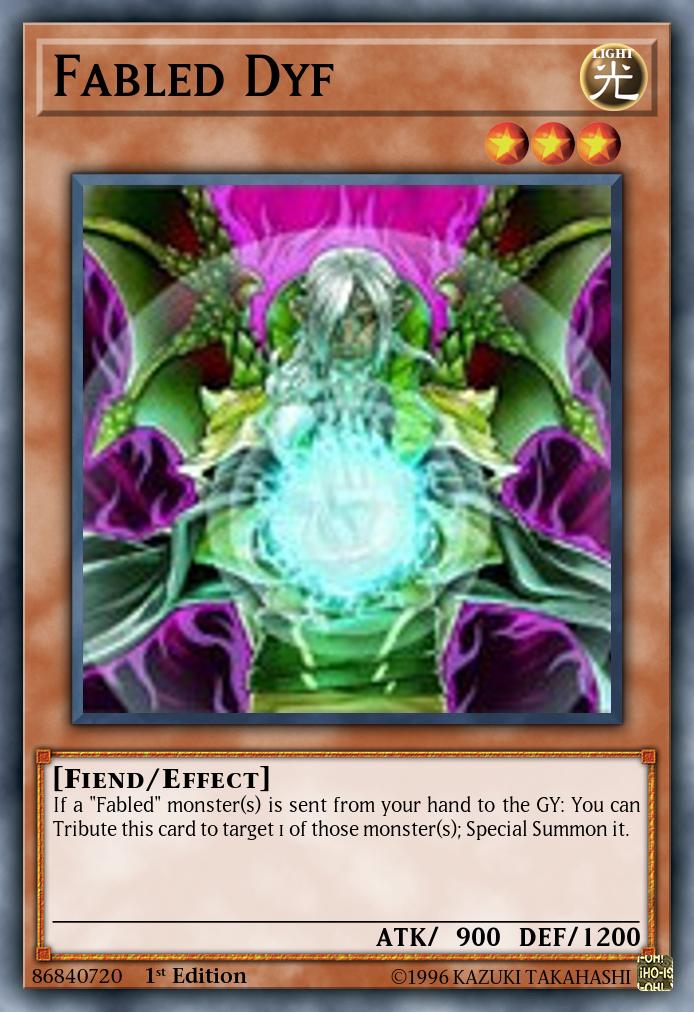 Fabled Dyf
LIGHT
光
[Fiend/Effect]
If a "Fabled" monster(s) is sent from your hand to the GY: You can
Tribute this card to target 1 of those monster(s); Special Summon it.
ATK/ 900 DEF/1200
86840720 1st Edition ©1996 KAZUKI TAKAHASHI